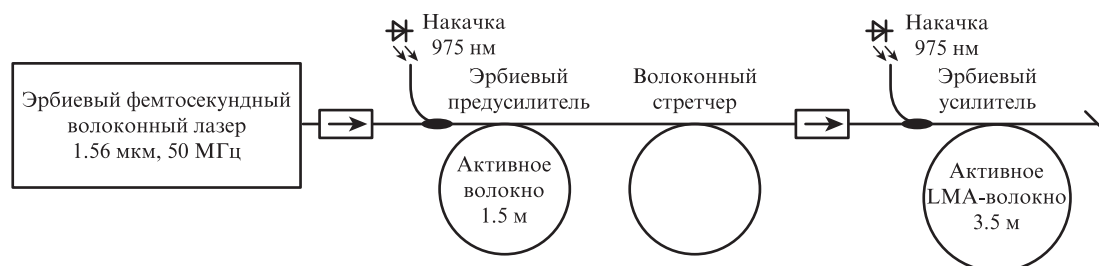 Эрбиевый фемтосекундный
волоконный лазер
1.56 мкм, 50 МГц
Накачка
975 нм
Эрбиевый
предусилитель
Активное
волокно
1.5 м
Волоконный
стретчер
Накачка
975 нм
Эрбиевый
усилитель
Активное
LMA-волокно
3.5 м